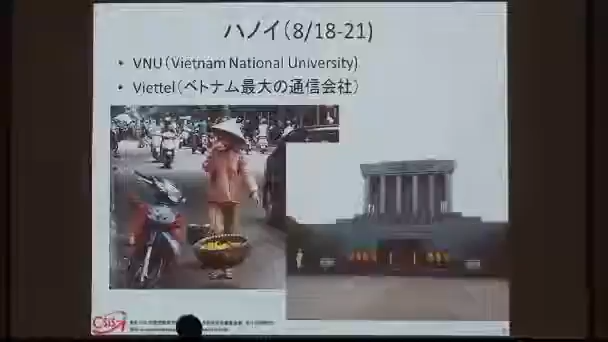 ハノイ(8/18-21)
• VNU(Vietnam National University)
• Viettel(ベトナム最大の通信会社)
CSIS